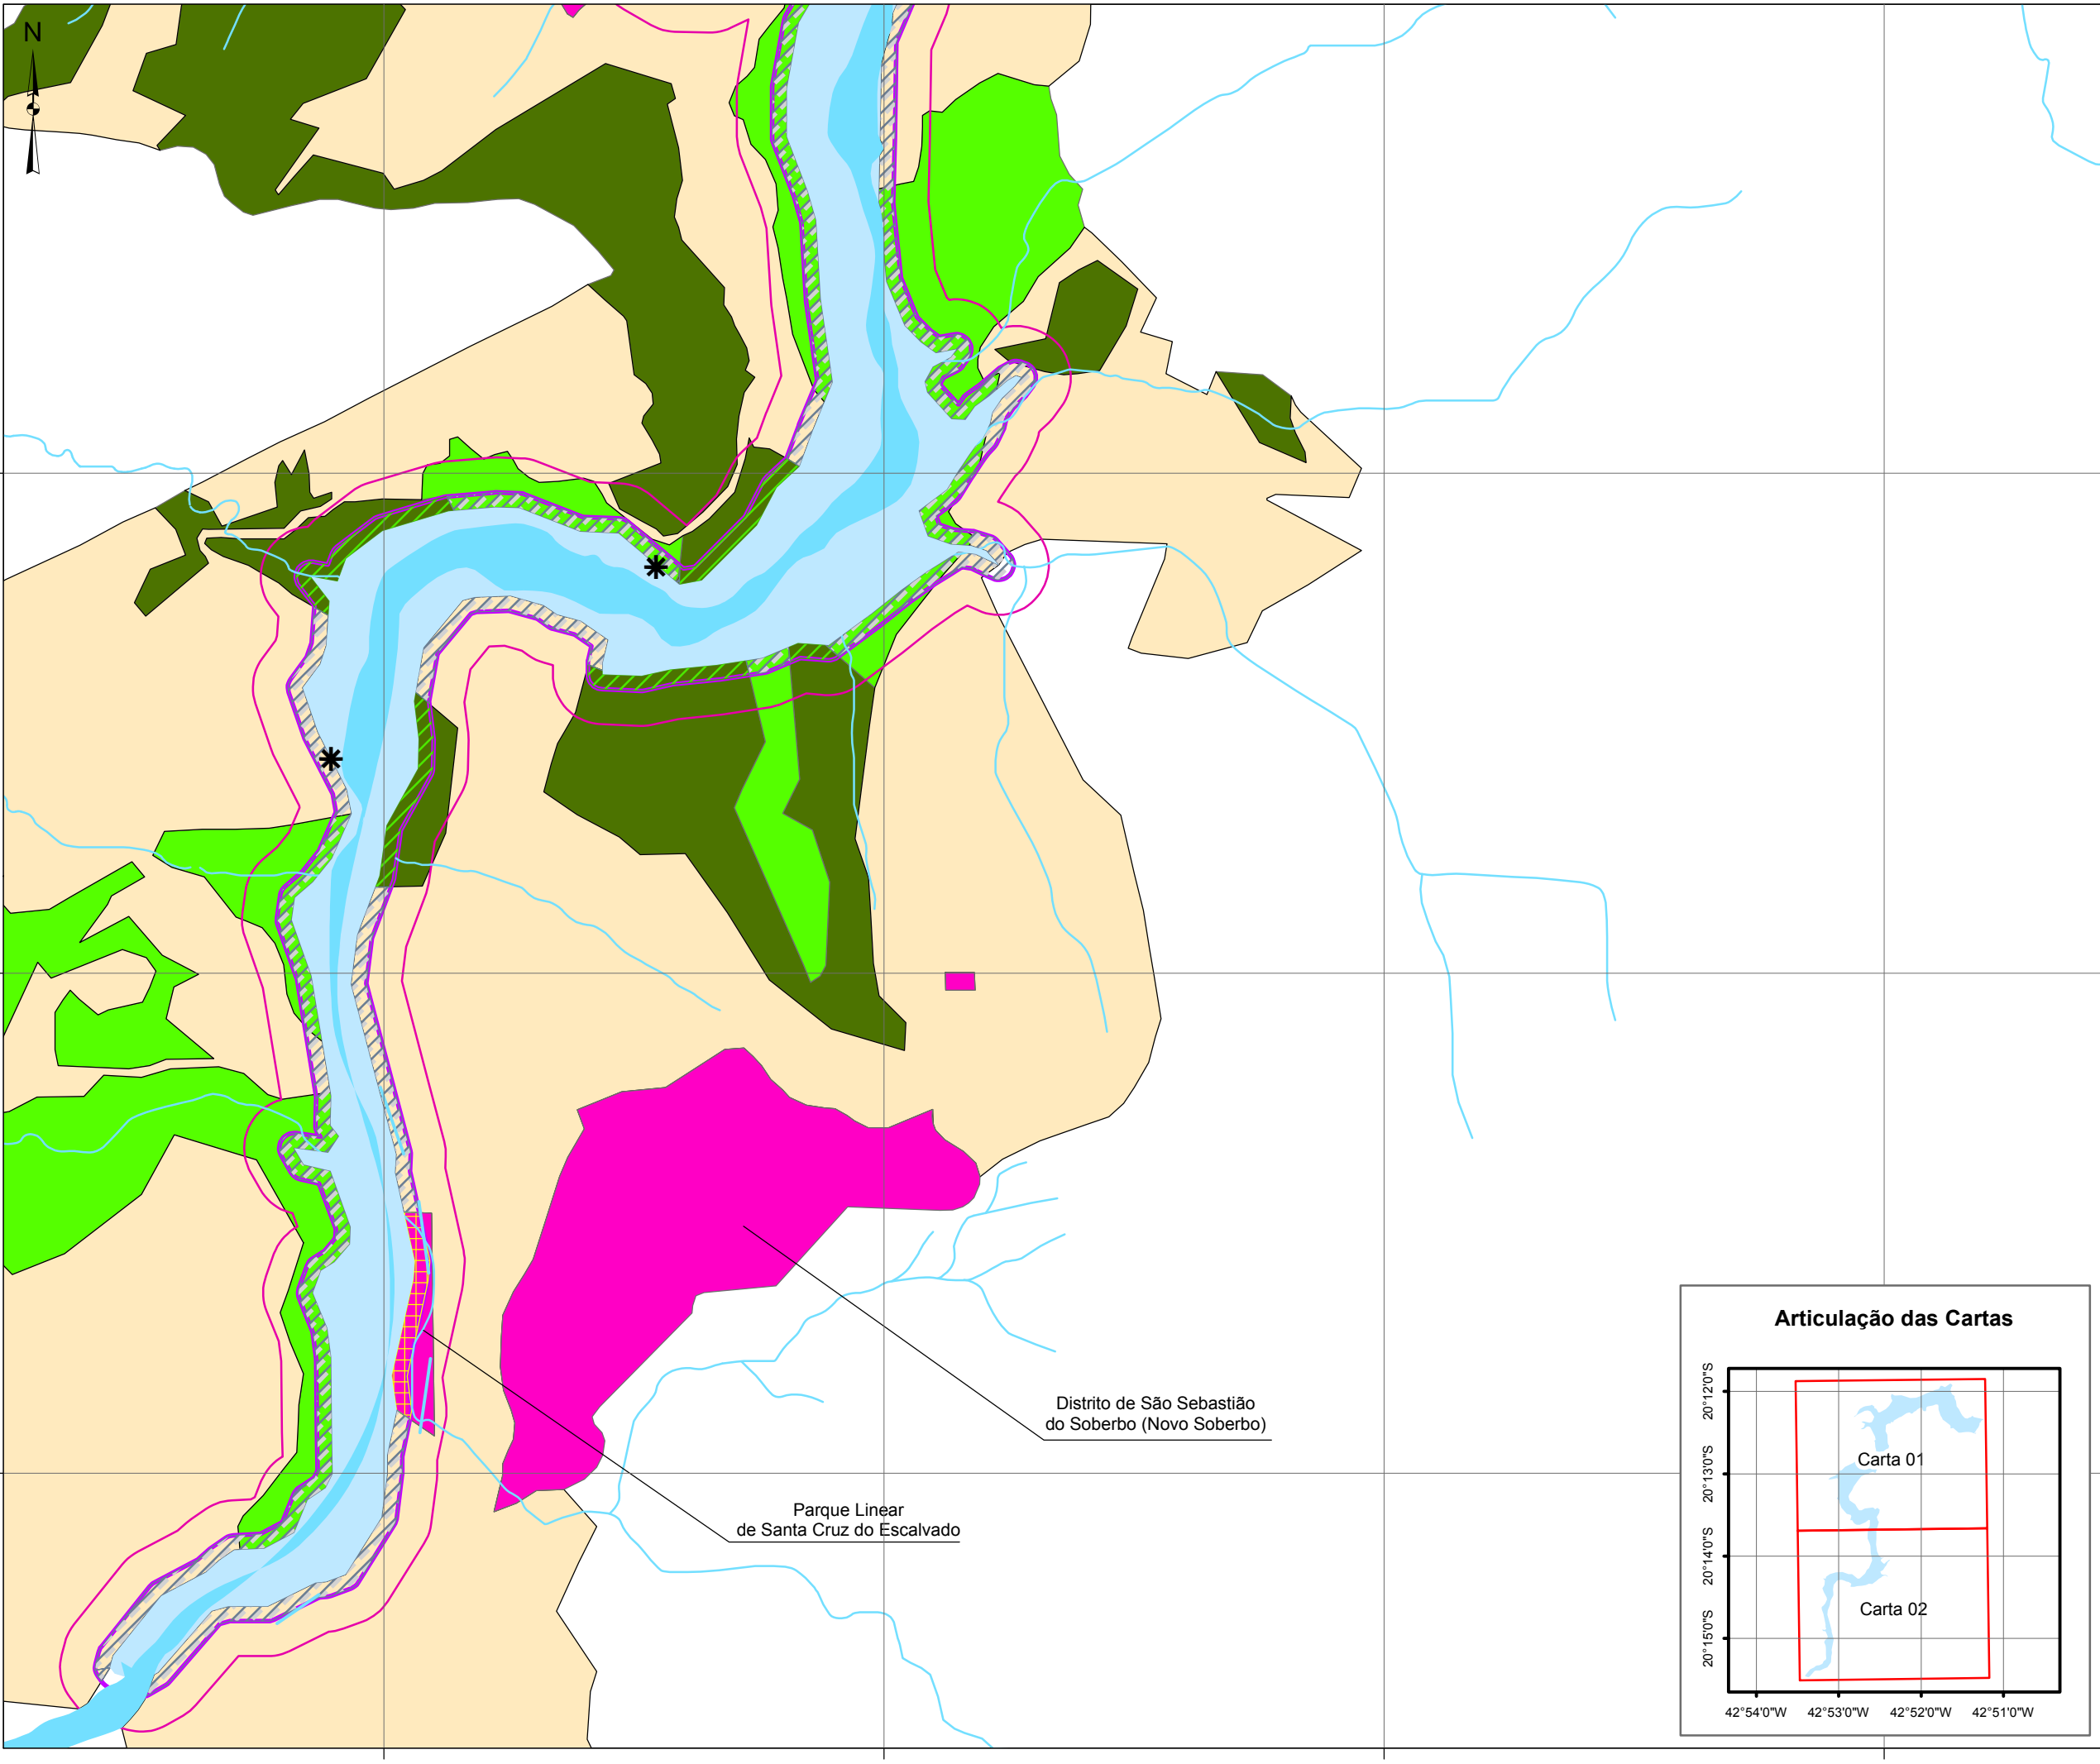 N
Distrito de São Sebastião
do Soberbo (Novo Soberbo)
Parque Linear
de Santa Cruz do Escalvado
Articulação das Cartas
20°12'0"S
20°13'0"S
20°14'0"S
20°15'0"S
Carta 01
Carta 02
42°54'0"W 42°53'0"W 42°52'0"W 42°51'0"W